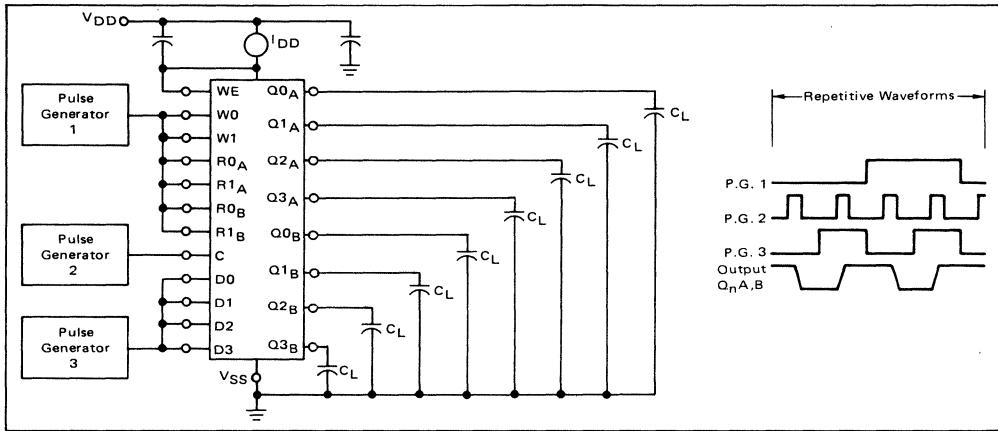 VDD
IDD
Pulse
Generator
1
Pulse
Generator
2
Pulse
Generator
3
WE
W0
W1
R0A
R1A
R0B
R1B
C
D0
D1
D2
D3
VSS
Q0A
Q1A
Q2A
Q3A
Q0B
Q1B
Q2B
Q3B
CL
CL
CL
CL
CL
CL
CL
CL
Repetitive Waveforms
P.G. 1
P.G. 2
P.G. 3
Output
QnA,B